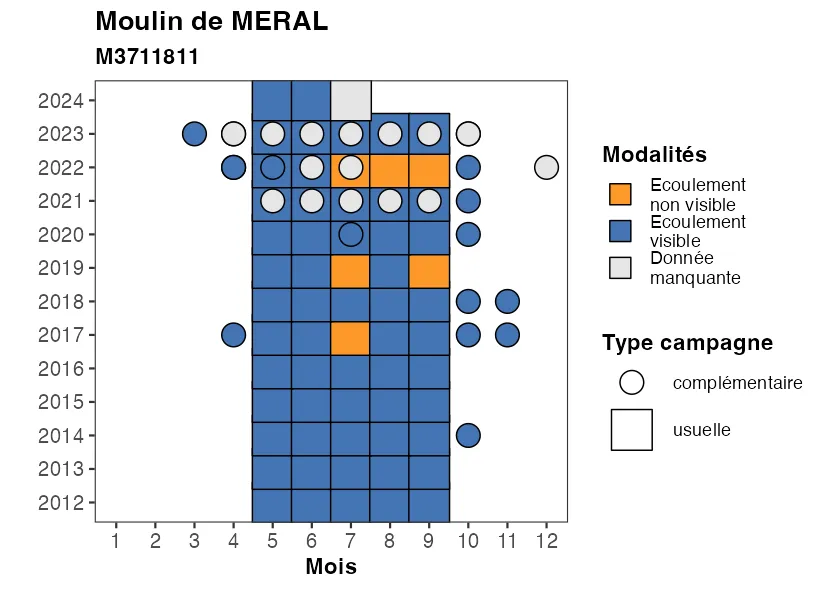 Moulin de MERAL
M3711811
2024
2023
2022
2021
2020
2019
2018
2017
2016
2015
2014
2013
2012
1 2 3 4 5 6 7 8 9 10 11 12
Mois
Modalités
Ecoulement
non visible
Ecoulement
visible
Donnée
manquante
Type campagne
complémentaire
usuelle